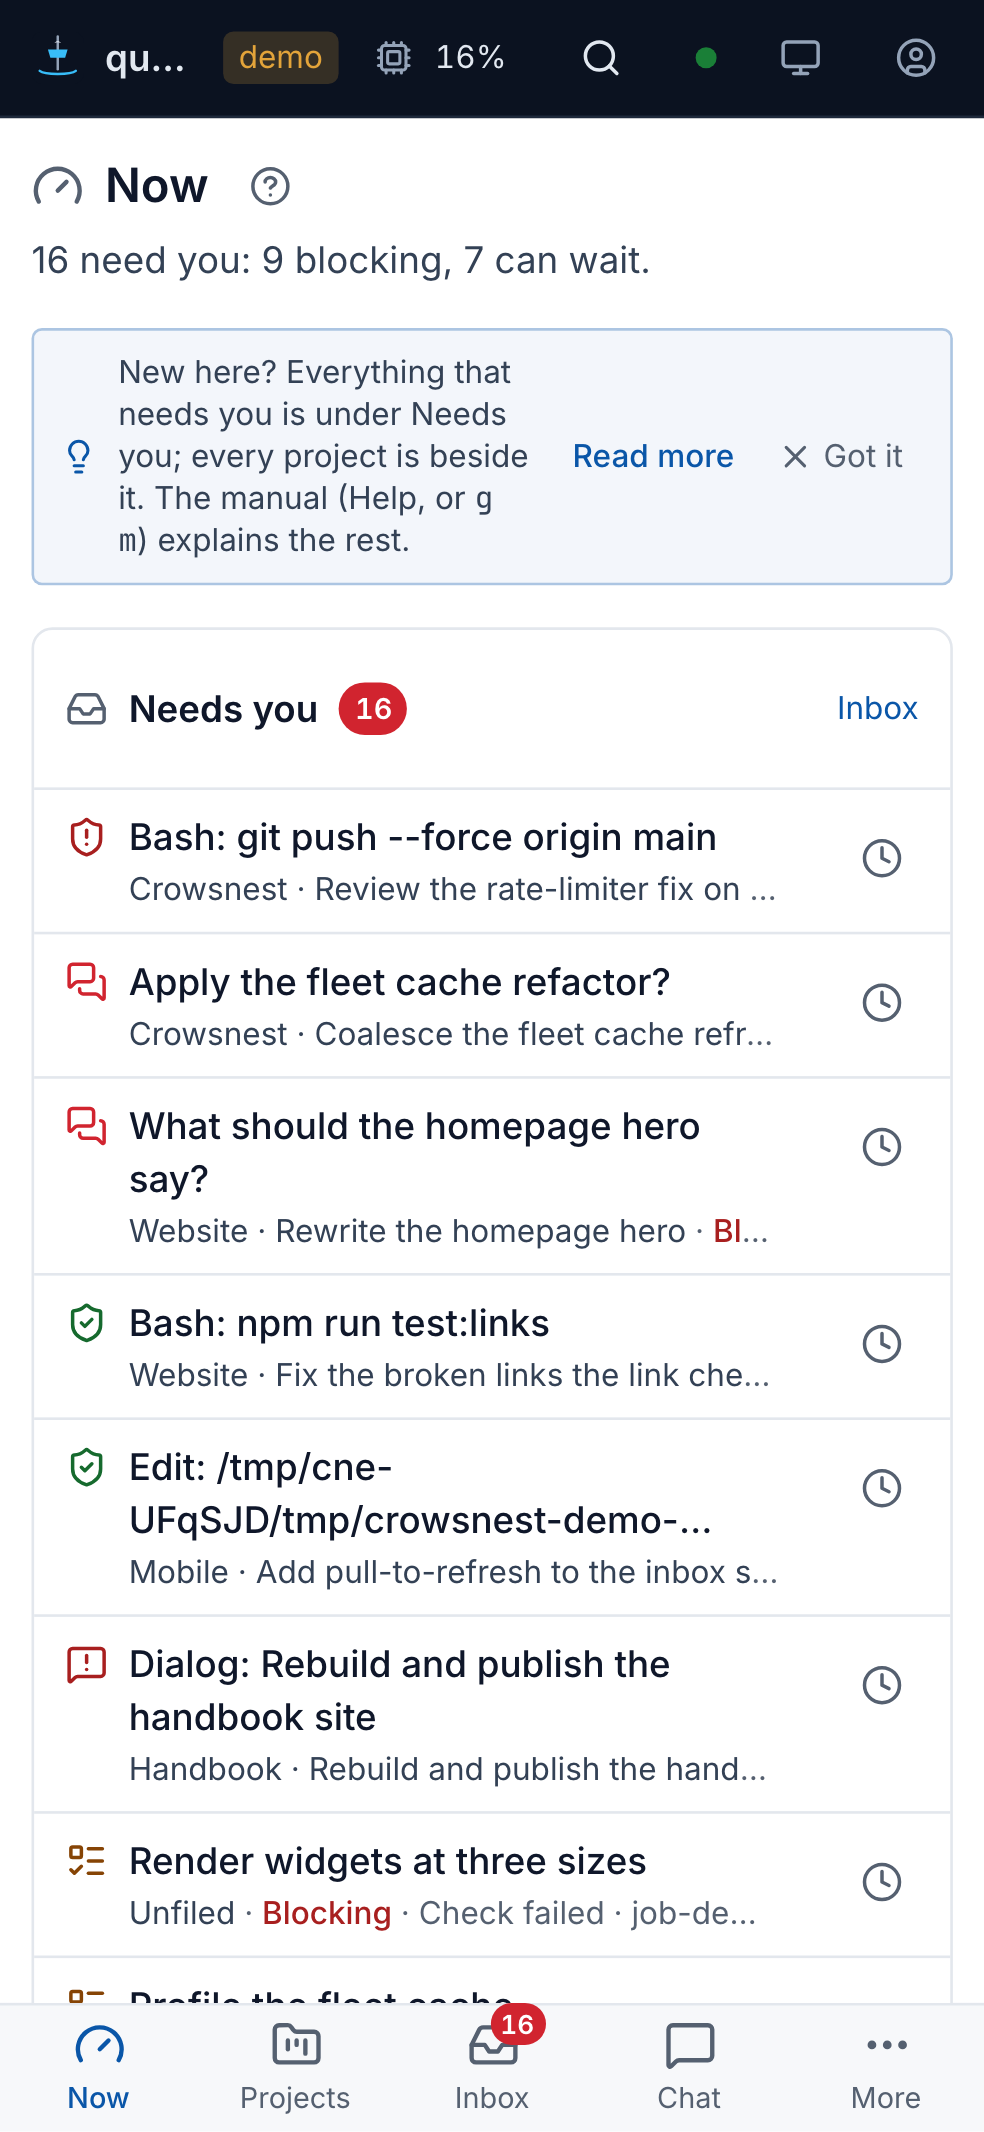 qu...
demo
16%
Now
16 need you: 9 blocking, 7 can wait.
New here? Everything that
needs you is under Needs
you; every project is beside
it. The manual (Help, or g
m) explains the rest.
Read more
Got it
Needs you 16
Inbox
Bash: git push --force origin main
Crowsnest · Review the rate-limiter fix on ...
Apply the fleet cache refactor?
Crowsnest · Coalesce the fleet cache refr...
What should the homepage hero
say?
Website · Rewrite the homepage hero · Bl...
Bash: npm run test:links
Website · Fix the broken links the link che...
Edit: /tmp/cne-
UFqSJD/tmp/crowsnest-demo-...
Mobile · Add pull-to-refresh to the inbox s...
Dialog: Rebuild and publish the
handbook site
Handbook · Rebuild and publish the hand...
Render widgets at three sizes
Unfiled · Blocking · Check failed · job-de...
Profile the fleet cache
16
Now
Projects
Inbox
Chat
More